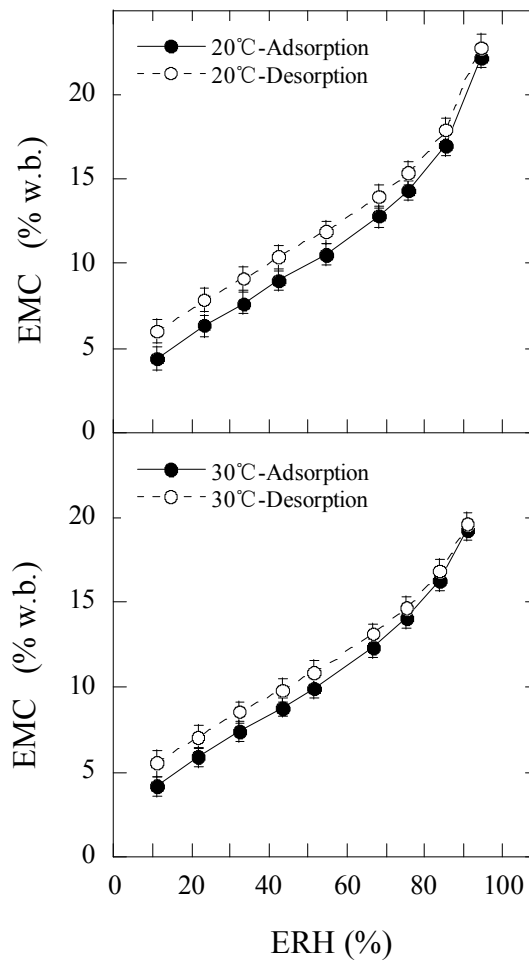 20℃-Adsorption
20℃-Desorption
20
15
10
5
0
EMC (% w.b.)
30℃-Adsorption
30℃-Desorption
20
15
10
5
0
EMC (% w.b.)
0 20 40 60 80 100
ERH (%)